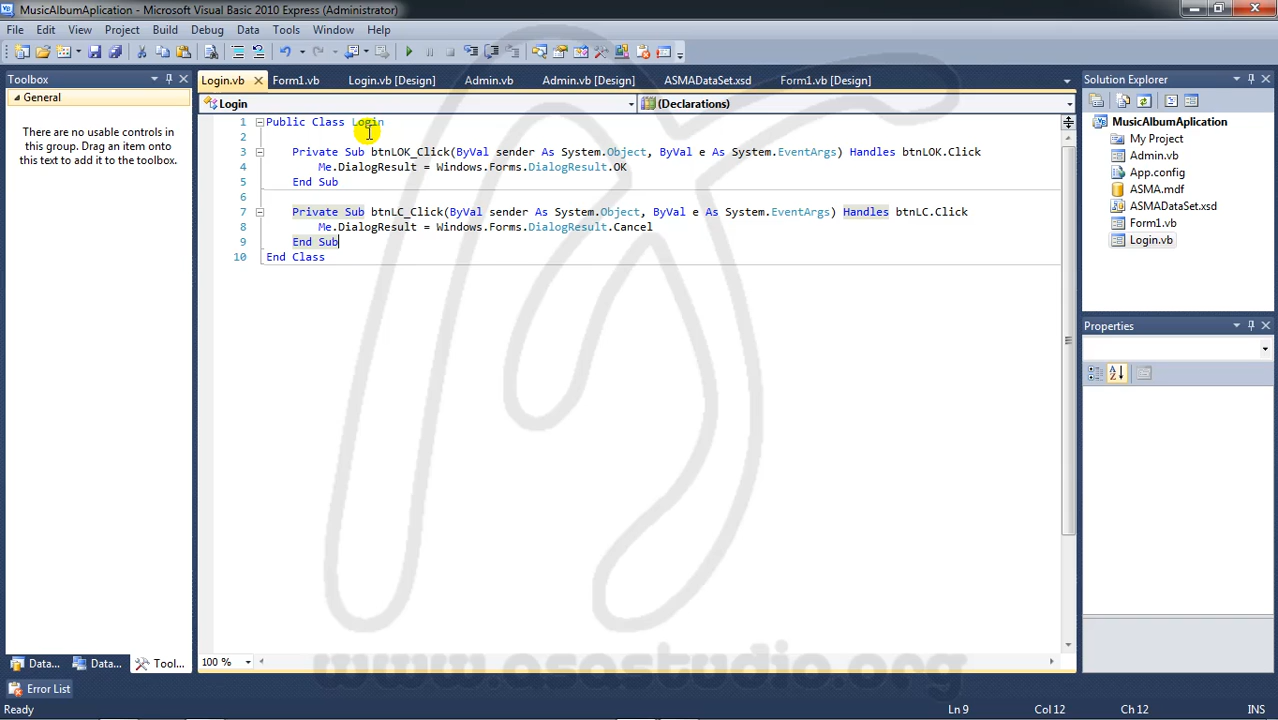 MusicAlbumAplication - Microsoft Visual Basic 2010 Express (Administrator)
File Edit View Project Build Debug Data Tools Window Help
Toolbox
General
There are no usable controls in
this group. Drag an item onto
this text to add it to the toolbox.
Data... Data... Tool...
Login.vb Form1.vb Login.vb [Design] Admin.vb Admin.vb [Design] ASMADataSet.xsd Form1.vb [Design]
Login (Declarations)
1 Public Class Login
2
3 Private Sub btnLOK_Click(ByVal sender As System.Object, ByVal e As System.EventArgs) Handles btnLOK.Click
4 Me.DialogResult = Windows.Forms.DialogResult.OK
5 End Sub
6
7 Private Sub btnLC_Click(ByVal sender As System.Object, ByVal e As System.EventArgs) Handles btnLC.Click
8 Me.DialogResult = Windows.Forms.DialogResult.Cancel
9 End Sub
10 End Class
100 %
www.asastudio.org
Solution Explorer
MusicAlbumAplication
My Project
Admin.vb
App.config
ASMA.mdf
ASMADataSet.xsd
Form1.vb
Login.vb
Properties
Error List
Ready Ln 9 Col 12 Ch 12 INS